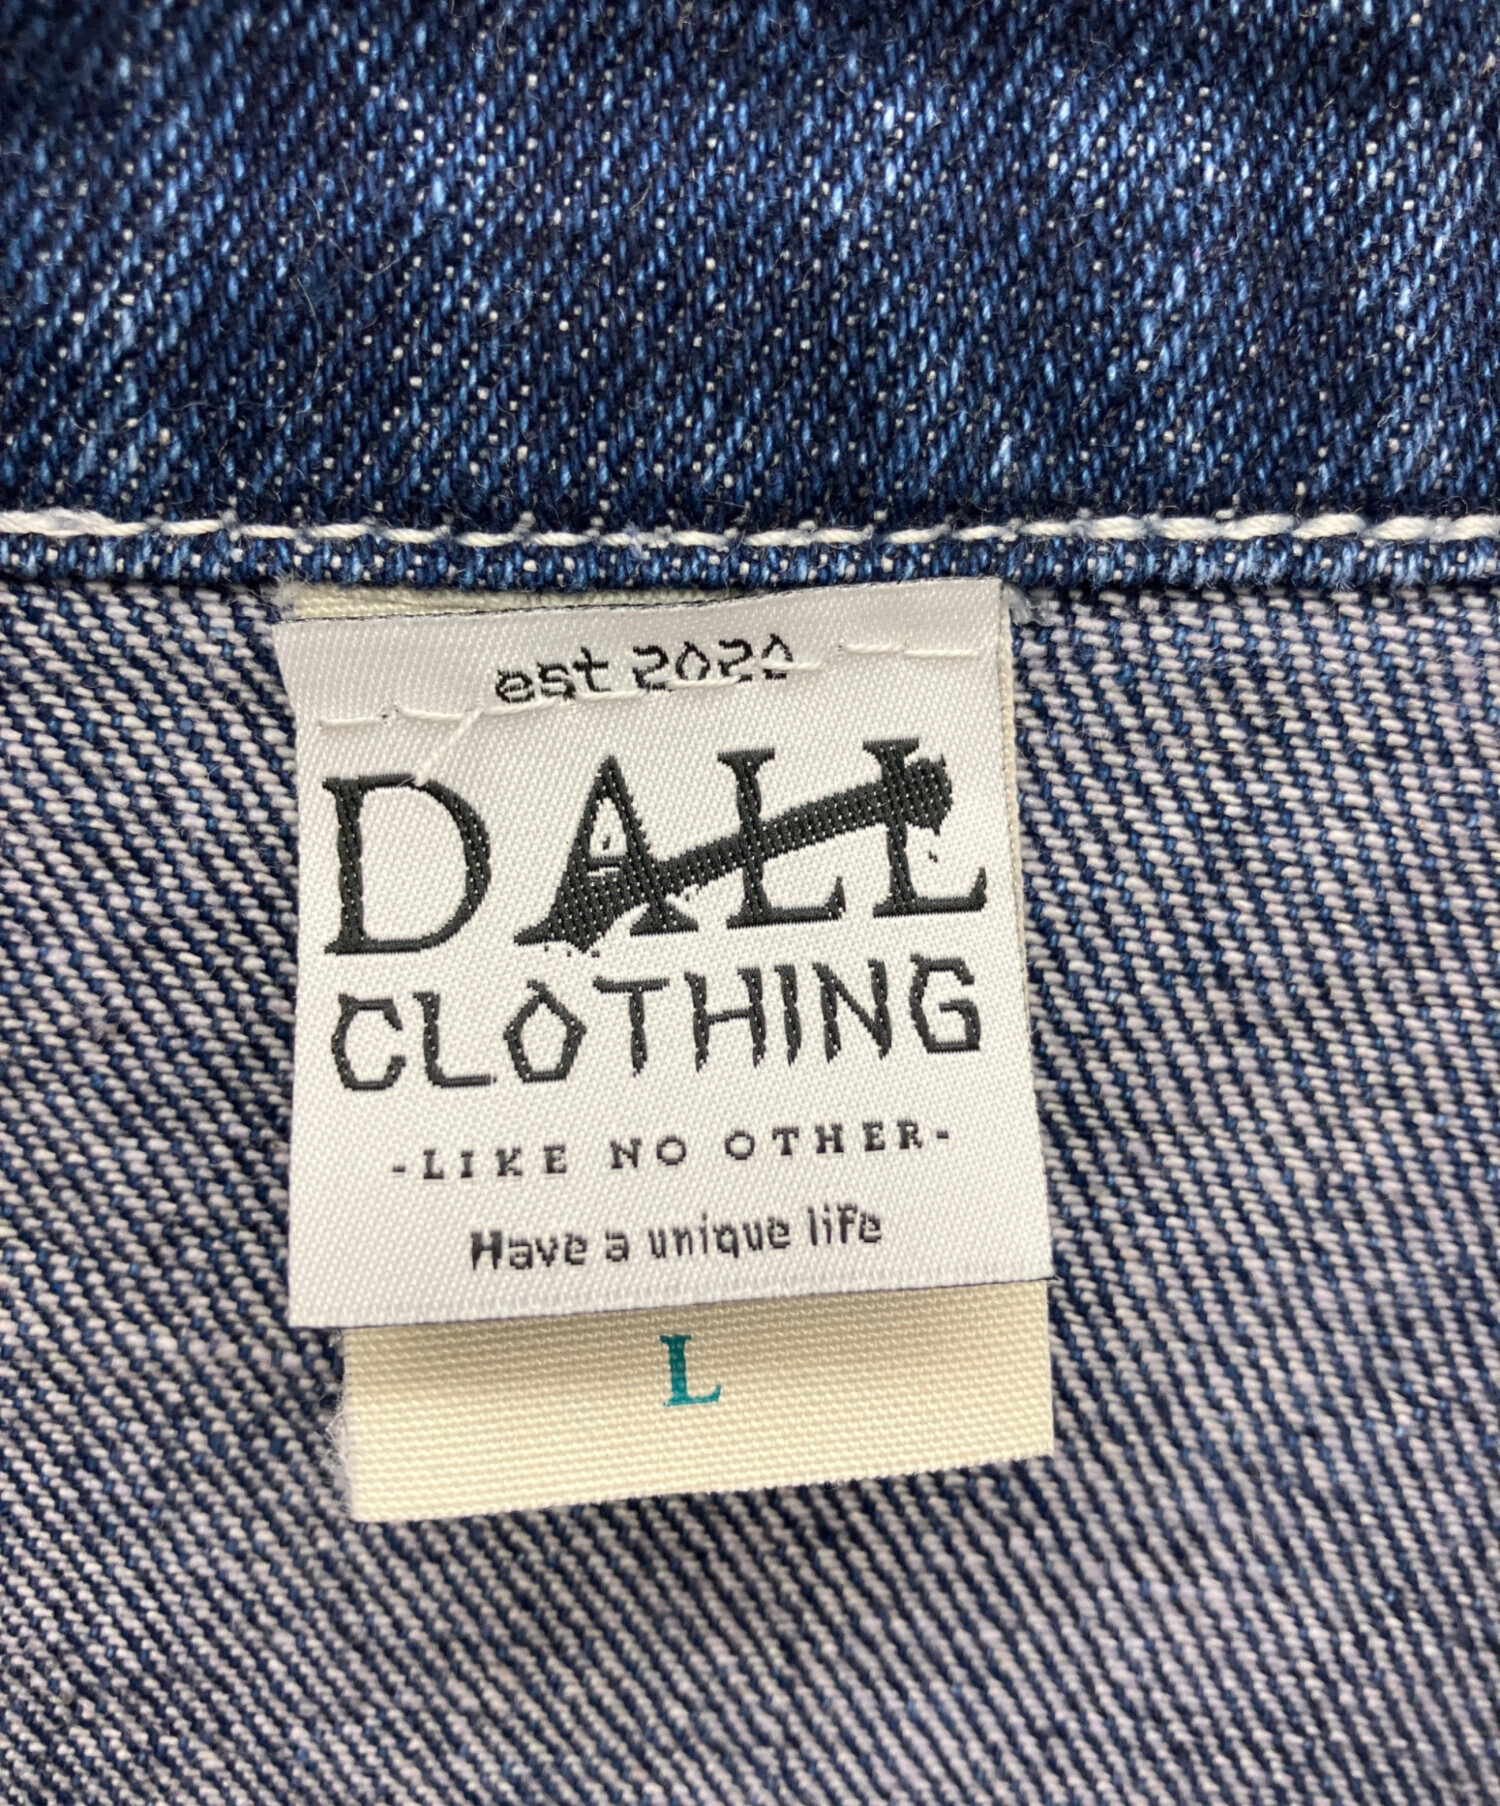 est 2020
DALL
CLOTHING
-LIKE NO OTHER-
Have a unique life
L